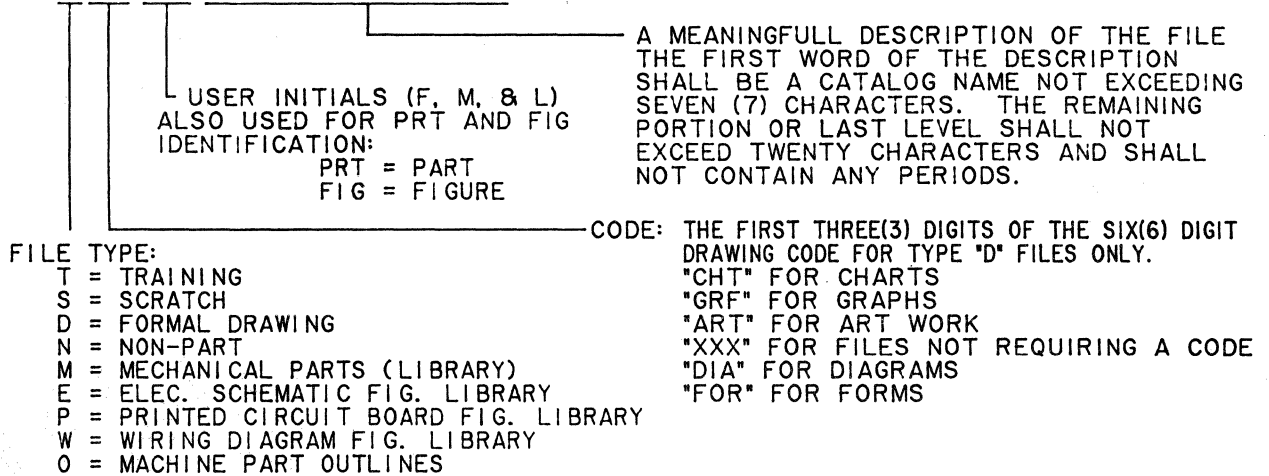 A MEANINGFULL DESCRIPTION OF THE FILE
THE FIRST WORD OF THE DESCRIPTION
SHALL BE A CATALOG NAME NOT EXCEEDING
SEVEN (7) CHARACTERS. THE REMAINING
PORTION OR LAST LEVEL SHALL NOT
EXCEED TWENTY CHARACTERS AND SHALL
NOT CONTAIN ANY PERIODS.
USER INITIALS (F, M, & L)
ALSO USED FOR PRT AND FIG
IDENTIFICATION:
PRT = PART
FIG = FIGURE
CODE: THE FIRST THREE(3) DIGITS OF THE SIX(6) DIGIT
DRAWING CODE FOR TYPE "D" FILES ONLY.
"CHT" FOR CHARTS
"GRF" FOR GRAPHS
"ART" FOR ART WORK
"XXX" FOR FILES NOT REQUIRING A CODE
"DIA" FOR DIAGRAMS
"FOR" FOR FORMS
FILE TYPE:
T = TRAINING
S = SCRATCH
D = FORMAL DRAWING
N = NON-PART
M = MECHANICAL PARTS (LIBRARY)
E = ELEC. SCHEMATIC FIG. LIBRARY
P = PRINTED CIRCUIT BOARD FIG. LIBRARY
W = WIRING DIAGRAM FIG. LIBRARY
O = MACHINE PART OUTLINES